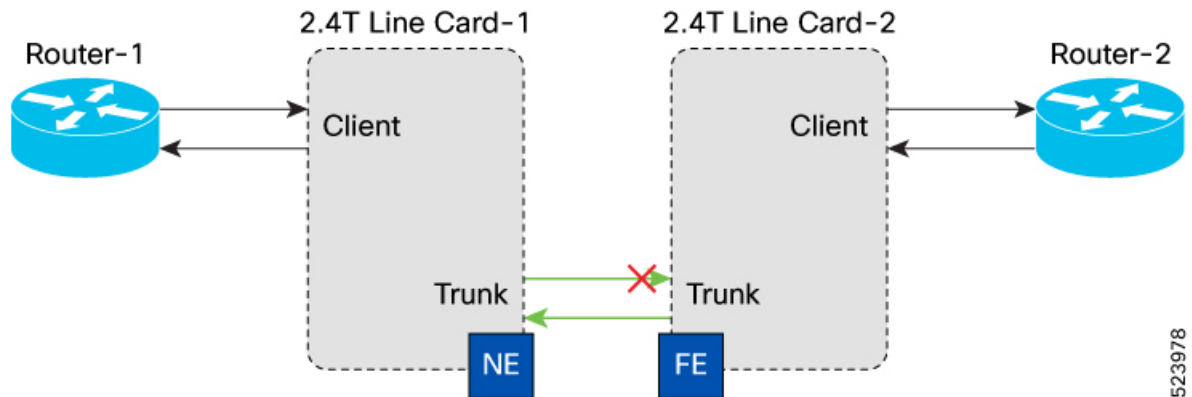 2.4T Line Card-1
2.4T Line Card-2
Router-1
Router-2
Client
Client
Trunk
Trunk
NE
FE
523978